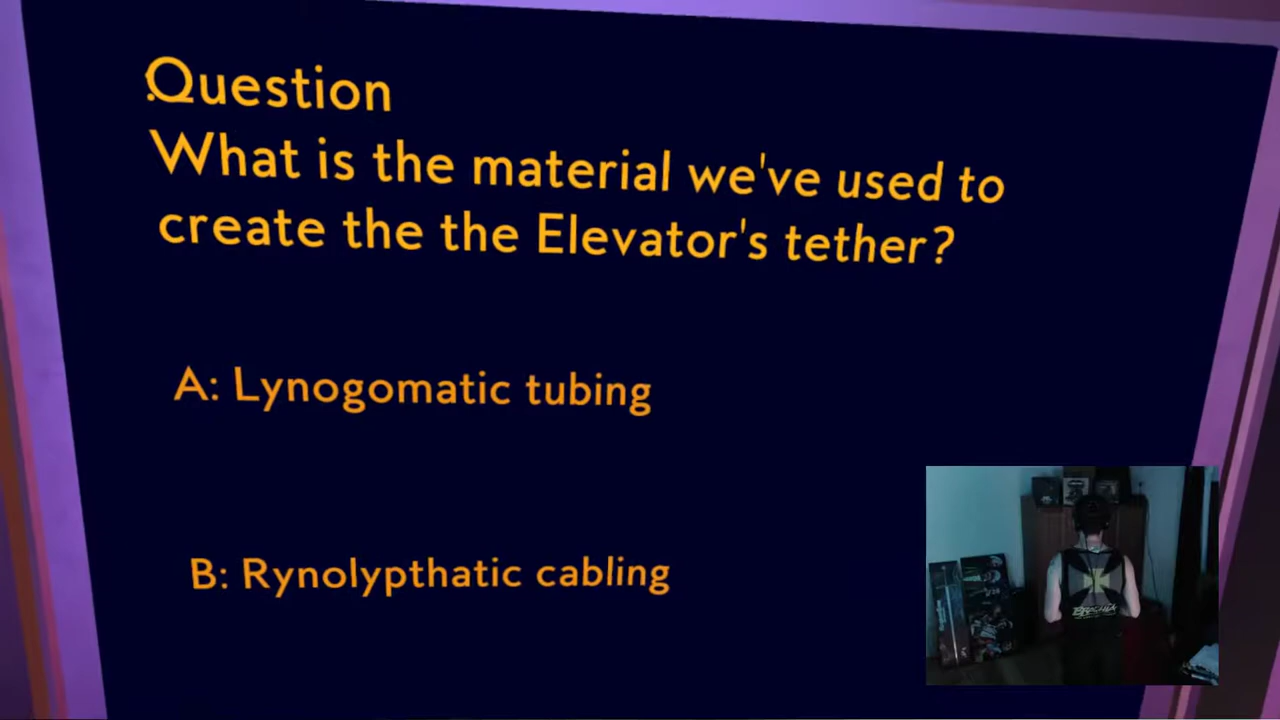 Question
What is the material we've used to
create the the Elevator's tether?
A: Lynogomatic tubing
B: Rynolypthatic cabling